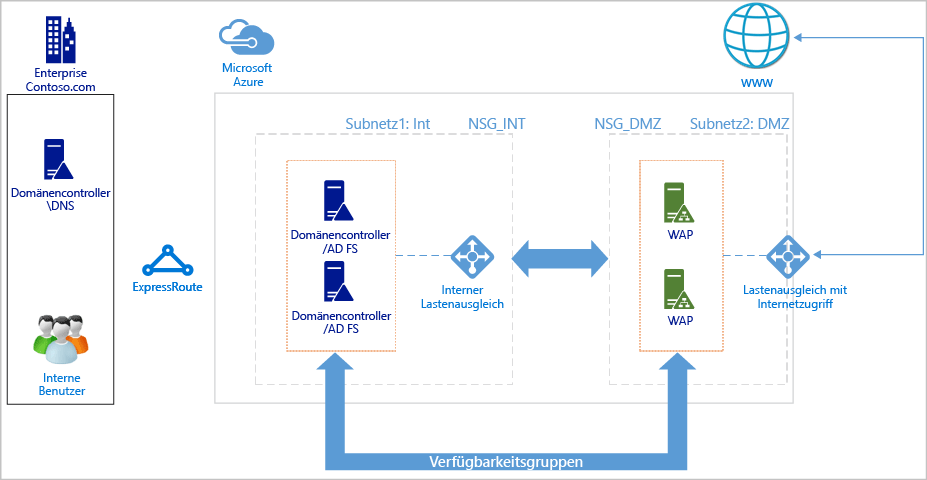 Enterprise
Contoso.com
Domänencontroller
\DNS
Interne
Benutzer
ExpressRoute
Microsoft
Azure
Subnetz1: Int
NSG_INT
Domänencontroller
/AD FS
Domänencontroller
/AD FS
Interner
Lastenausgleich
NSG_DMZ
Subnetz2: DMZ
WAP
WAP
Lastenausgleich mit
Internetzugriff
www
Verfügbarkeitsgruppen